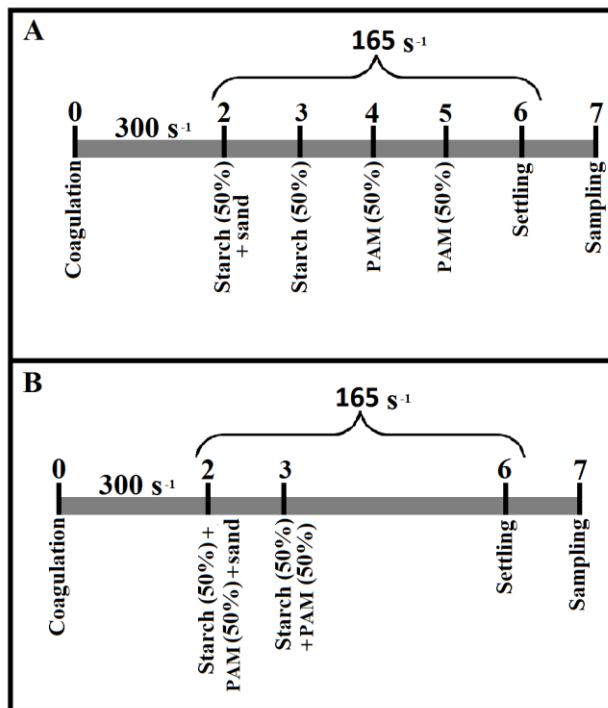 A
165 s-1
0 2 3 4 5 6 7
300 s-1
Coagulation
Starch (50%)
+ sand
Starch (50%)
PAM (50%)
PAM (50%)
Settling
Sampling
B
165 s-1
0 2 3 6 7
300 s-1
Coagulation
Starch (50%)+
PAM (50%)+sand
Starch (50%)
+PAM (50%)
Settling
Sampling